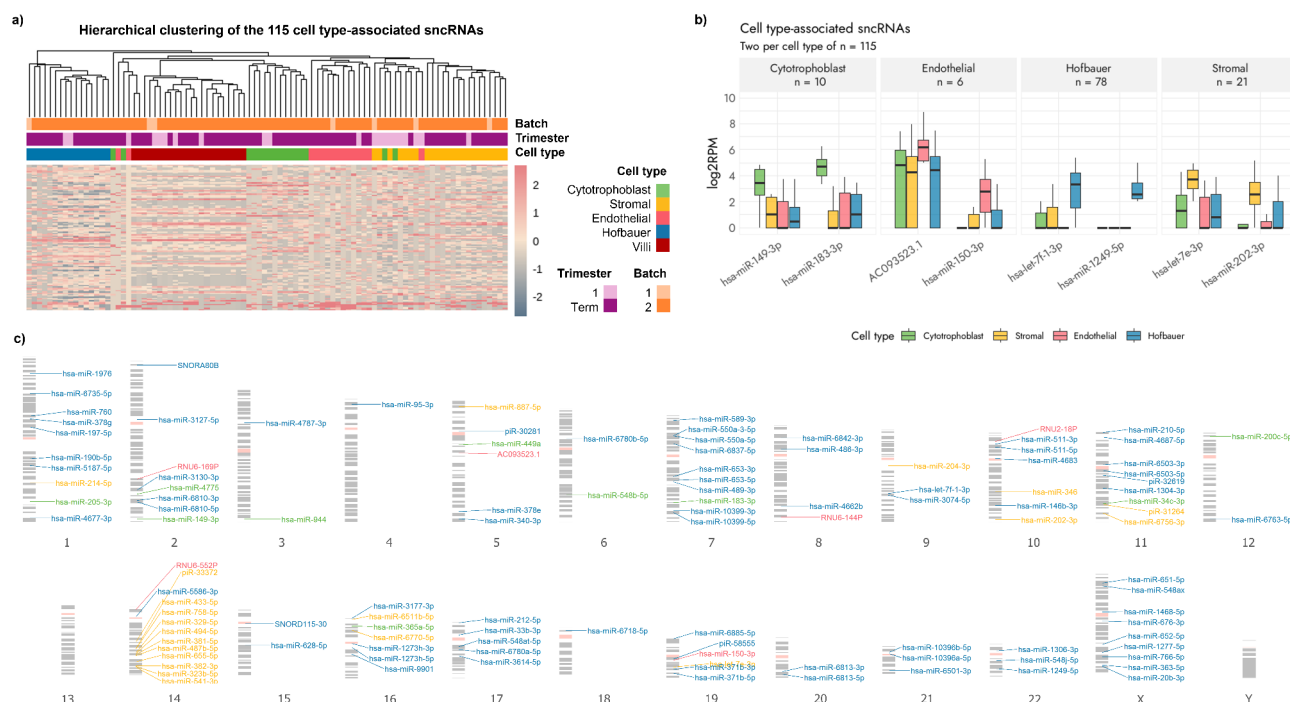 a)
Hierarchical clustering of the 115 cell type-associated sncRNAs
Batch
Trimester
Cell type
2
1
0
-1
-2
Cell type
Cytotrophoblast
Stromal
Endothelial
Hofbauer
Villi
Trimester
1
Term
Batch
1
2
b)
Cell type-associated sncRNAs
Two per cell type of n = 115
Cytotrophoblast
n = 10
Endothelial
n = 6
Hofbauer
n = 78
Stromal
n = 21
log2RPM
10
8
6
4
2
0
hsa-miR-149-3p
hsa-miR-183-3p
AC093523.1
hsa-miR-150-3p
hsa-let-7f-1-3p
hsa-miR-1249-5p
hsa-let-7e-3p
hsa-miR-202-3p
Cell type
Cytotrophoblast
Stromal
Endothelial
Hofbauer
c)
hsa-miR-1976
hsa-miR-6735-5p
hsa-miR-760
hsa-miR-378g
hsa-miR-197-5p
hsa-miR-190b-5p
hsa-miR-5187-5p
hsa-miR-214-5p
hsa-miR-205-3p
hsa-miR-4677-3p
1
SNORA80B
hsa-miR-3127-5p
RNU6-169P
hsa-miR-3130-3p
hsa-miR-4775
hsa-miR-6810-3p
hsa-miR-6810-5p
hsa-miR-149-3p
2
hsa-miR-4787-3p
hsa-miR-944
3
hsa-miR-95-3p
4
hsa-miR-887-5p
piR-30281
hsa-miR-449a
AC093523.1
hsa-miR-378e
hsa-miR-340-3p
5
hsa-miR-6780b-5p
hsa-miR-548b-5p
6
hsa-miR-589-3p
hsa-miR-550a-3-5p
hsa-miR-550a-5p
hsa-miR-6837-5p
hsa-miR-653-3p
hsa-miR-653-5p
hsa-miR-489-3p
hsa-miR-183-3p
hsa-miR-10399-3p
hsa-miR-10399-5p
7
hsa-miR-6842-3p
hsa-miR-486-3p
hsa-miR-4662b
RNU6-144P
8
hsa-miR-204-3p
hsa-let-7f-1-3p
hsa-miR-3074-5p
9
RNU2-18P
hsa-miR-511-3p
hsa-miR-511-5p
hsa-miR-4683
hsa-miR-346
hsa-miR-146b-3p
hsa-miR-202-3p
10
hsa-miR-210-5p
hsa-miR-4687-5p
hsa-miR-6503-3p
hsa-miR-6503-5p
piR-32619
hsa-miR-1304-3p
hsa-miR-34c-3p
piR-31264
hsa-miR-6756-3p
11
hsa-miR-200c-5p
hsa-miR-6763-5p
12
13
RNU6-552P
piR-33372
hsa-miR-5586-3p
hsa-miR-433-5p
hsa-miR-758-5p
hsa-miR-329-5p
hsa-miR-494-5p
hsa-miR-381-5p
hsa-miR-487b-5p
hsa-miR-655-5p
hsa-miR-382-3p
hsa-miR-323b-5p
hsa-miR-541-3p
14
SNORD115-30
hsa-miR-628-5p
15
hsa-miR-3177-3p
hsa-miR-6511b-5p
hsa-miR-365a-5p
hsa-miR-6770-5p
hsa-miR-1273h-3p
hsa-miR-1273h-5p
hsa-miR-9901
16
hsa-miR-212-5p
hsa-miR-33b-3p
hsa-miR-548at-5p
hsa-miR-6780a-5p
hsa-miR-3614-5p
17
hsa-miR-6718-5p
18
hsa-miR-6885-5p
piR-58555
hsa-miR-150-3p
hsa-miR-371b-3p
hsa-miR-371b-5p
19
hsa-miR-6813-3p
hsa-miR-6813-5p
20
hsa-miR-10396b-5p
hsa-miR-10396a-5p
hsa-miR-6501-3p
21
hsa-miR-1306-3p
hsa-miR-548j-5p
hsa-miR-1249-5p
22
hsa-miR-651-5p
hsa-miR-548ax
hsa-miR-1468-5p
hsa-miR-676-3p
hsa-miR-652-5p
hsa-miR-1277-5p
hsa-miR-766-5p
hsa-miR-363-5p
hsa-miR-20b-3p
X
Y